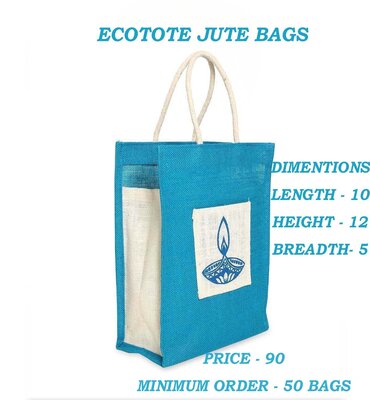 ECOTOTE JUTE BAGS
DIMENTIONS
LENGTH - 10
HEIGHT - 12
BREADTH- 5
PRICE - 90
MINIMUM ORDER - 50 BAGS